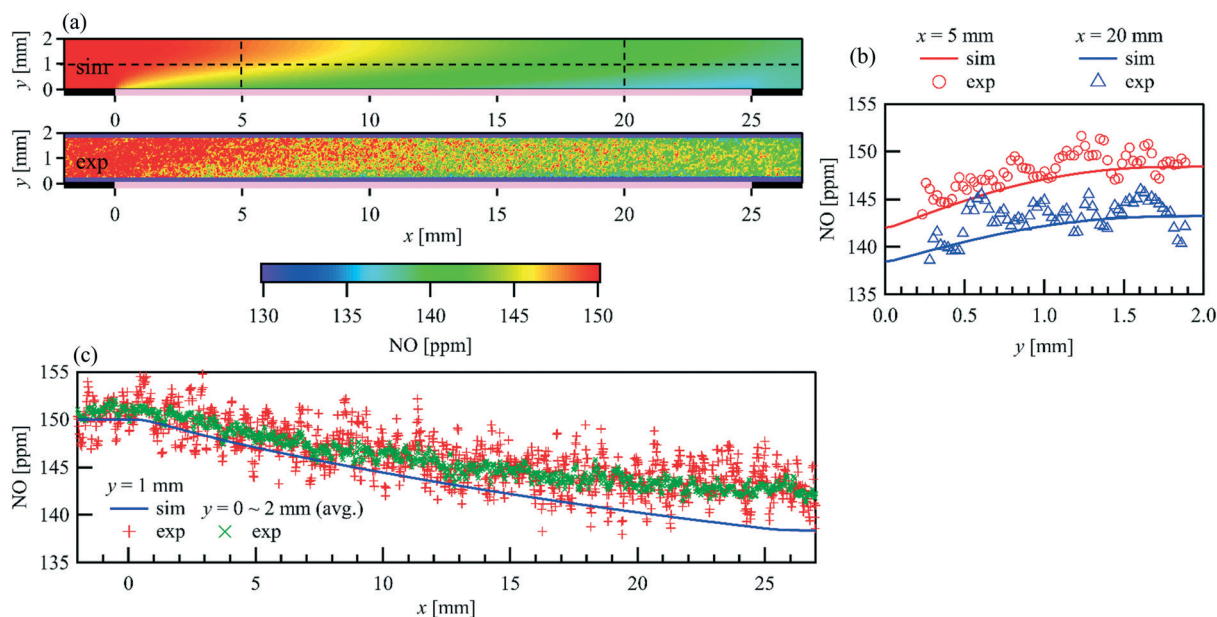 (a)
2
1
0
y [mm]
sim
0 5 10 15 20 25
2
1
0
y [mm]
exp
0 5 10 15 20 25
x [mm]
130 135 140 145 150
NO [ppm]
(b)
x = 5 mm
sim
exp
x = 20 mm
sim
exp
155
150
145
140
135
NO [ppm]
0.0 0.5 1.0 1.5 2.0
y [mm]
(c)
155
150
145
140
135
NO [ppm]
y = 1 mm
sim y = 0 ~ 2 mm (avg.)
exp exp
0 5 10 15 20 25
x [mm]